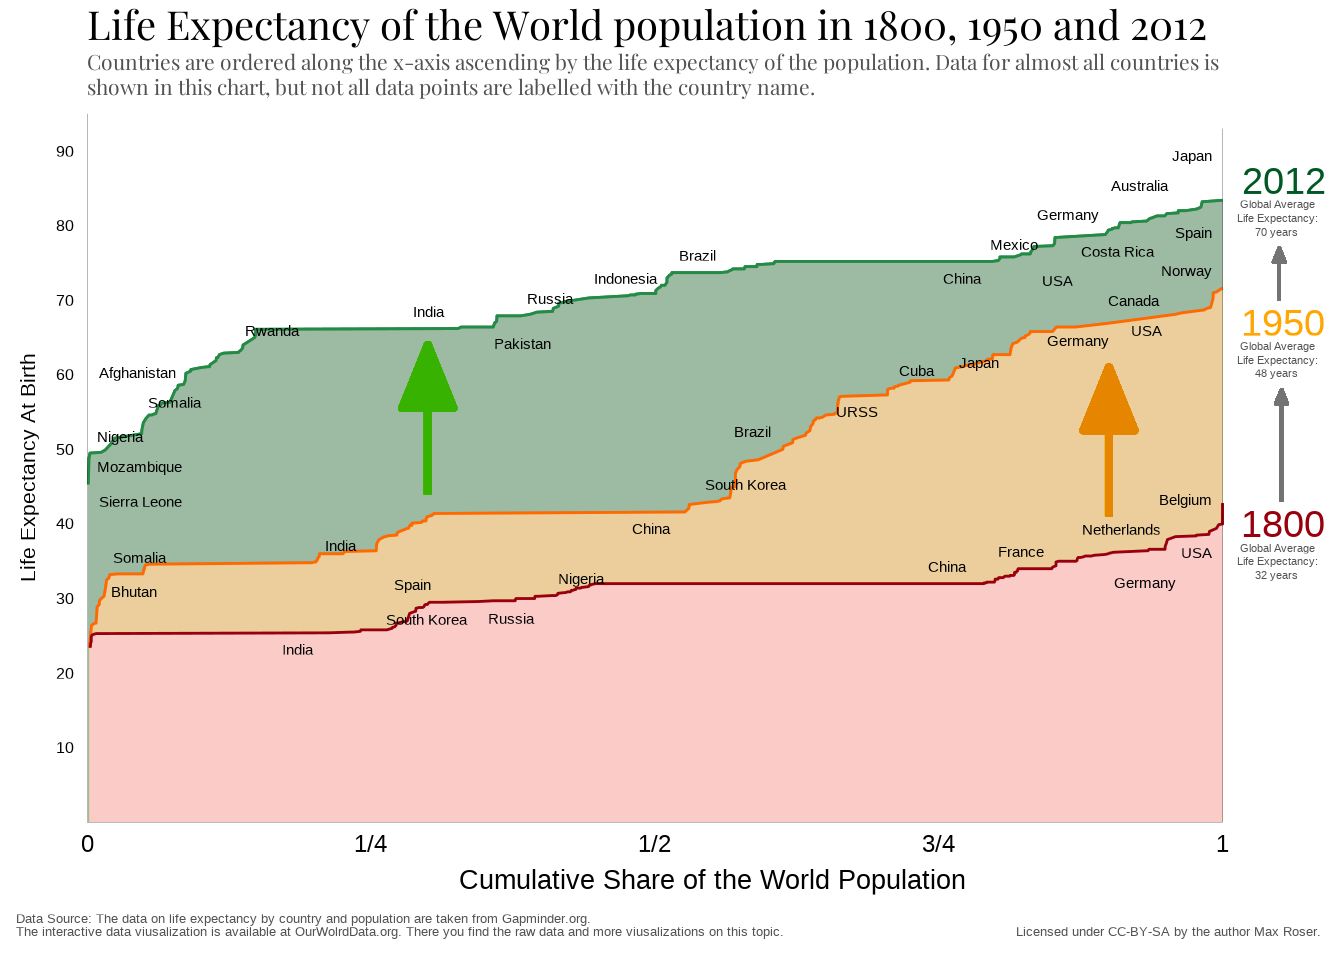 Life Expectancy of the World population in 1800, 1950 and 2012
Countries are ordered along the x-axis ascending by the life expectancy of the population. Data for almost all countries is
shown in this chart, but not all data points are labelled with the country name.
Life Expectancy At Birth
90
80
70
60
50
40
30
20
10
Japan
Australia
Germany
Spain
Mexico
Costa Rica
Brazil
Norway
Indonesia
China
USA
Russia
Canada
India
Rwanda
USA
Pakistan
Germany
Afghanistan
Cuba
Japan
Somalia
URSS
Nigeria
Brazil
Mozambique
South Korea
Sierra Leone
Belgium
China
Netherlands
India
France
USA
Somalia
China
Nigeria
Spain
Germany
Bhutan
South Korea
Russia
India
2012
Global Average
Life Expectancy:
70 years
1950
Global Average
Life Expectancy:
48 years
1800
Global Average
Life Expectancy:
32 years
0
1/4
1/2
3/4
1
Cumulative Share of the World Population
Data Source: The data on life expectancy by country and population are taken from Gapminder.org.
The interactive data viusalization is available at OurWolrdData.org. There you find the raw data and more viusalizations on this topic.
Licensed under CC-BY-SA by the author Max Roser.